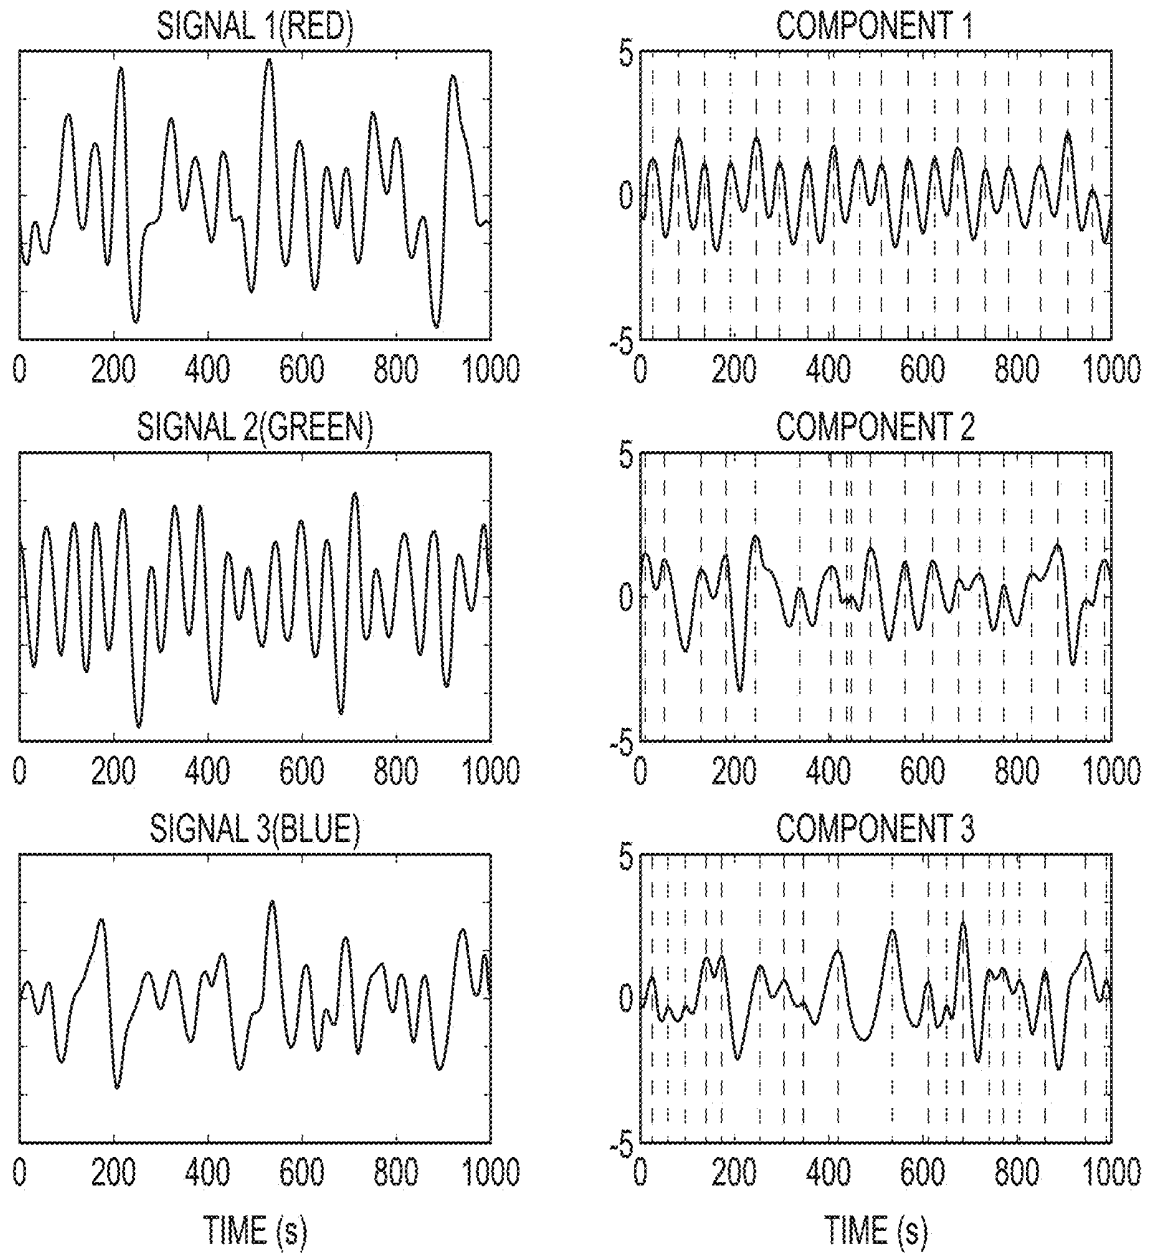 SIGNAL 1(RED)
0 200 400 600 800 1000
COMPONENT 1
5
0
-5
0 200 400 600 800 1000
SIGNAL 2(GREEN)
0 200 400 600 800 1000
COMPONENT 2
5
0
-5
0 200 400 600 800 1000
SIGNAL 3(BLUE)
0 200 400 600 800 1000
TIME (s)
COMPONENT 3
5
0
-5
0 200 400 600 800 1000
TIME (s)